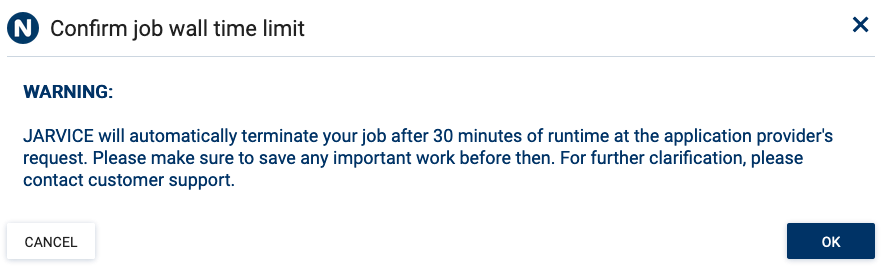 N Confirm job wall time limit
WARNING:
JARVICE will automatically terminate your job after 30 minutes of runtime at the application provider's
request. Please make sure to save any important work before then. For further clarification, please
contact customer support.
CANCEL
OK